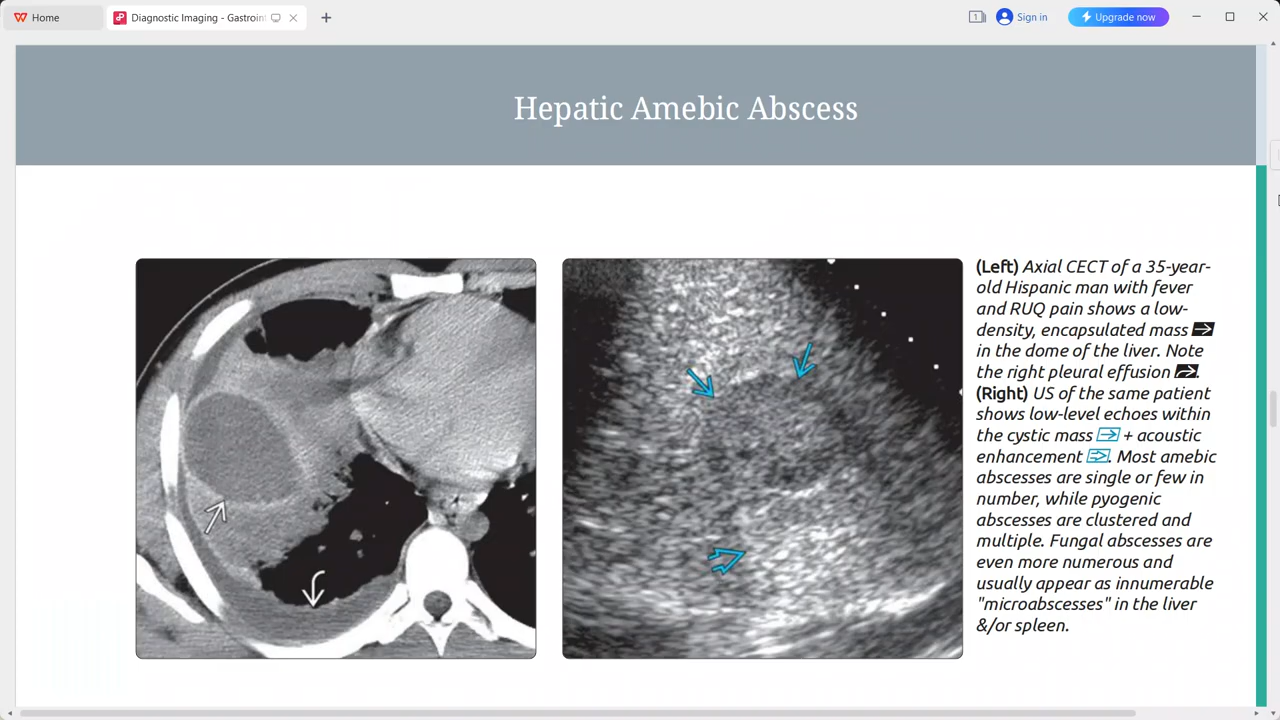 Home
Diagnostic Imaging - Gastroint
1
Sign in
Upgrade now
Hepatic Amebic Abscess
(Left) Axial CECT of a 35-year-
old Hispanic man with fever
and RUQ pain shows a low-
density, encapsulated mass
in the dome of the liver. Note
the right pleural effusion .
(Right) US of the same patient
shows low-level echoes within
the cystic mass + acoustic
enhancement . Most amebic
abscesses are single or few in
number, while pyogenic
abscesses are clustered and
multiple. Fungal abscesses are
even more numerous and
usually appear as innumerable
"microabscesses" in the liver
&/or spleen.